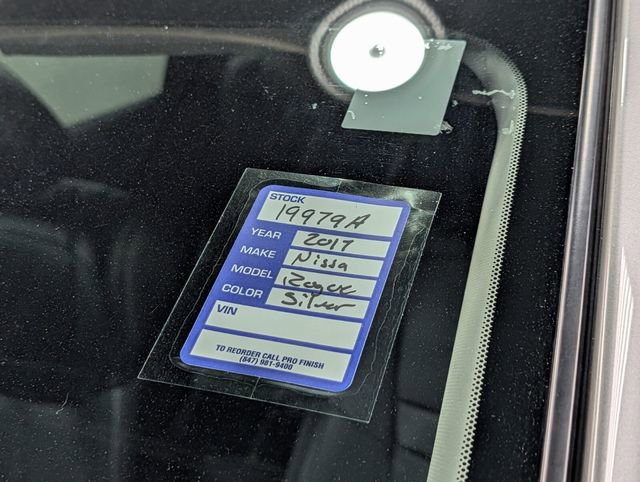 STOCK
19979A
YEAR 2017
MAKE Nissa
MODEL Rogue
COLOR Silver
VIN
TO REORDER CALL PRO FINISH
(847) 981-9400